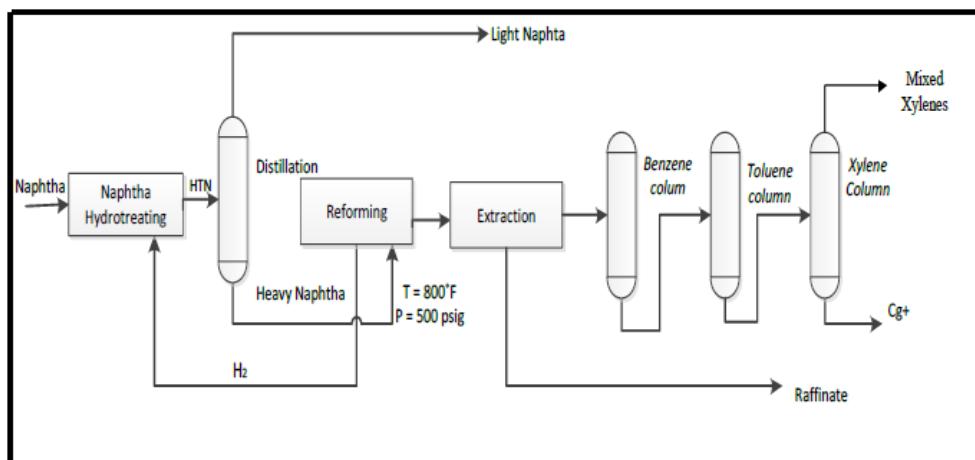 Light Naphta
Mixed
Xylenes
Distillation
Naphtha
HTN
Naphtha
Hydrotreating
Reforming
Extraction
Benzene
colum
Toluene
column
Xylene
Column
Heavy Naphtha
T = 800˚F
P = 500 psig
H₂
Cg+
Raffinate